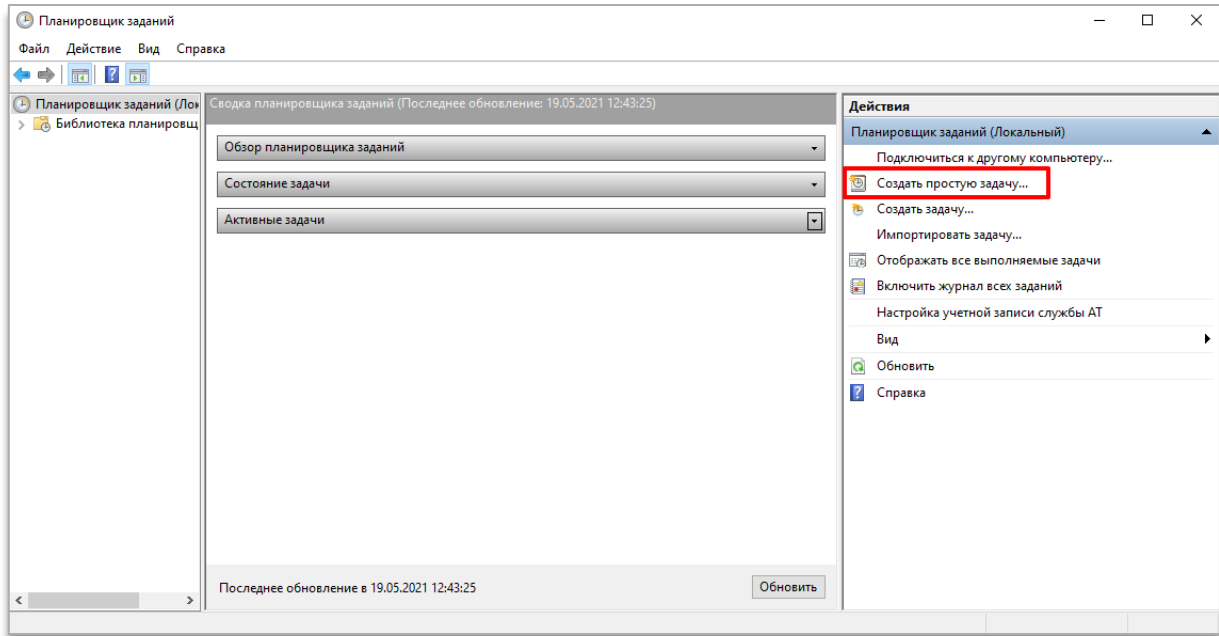 Планировщик заданий
Файл Действие Вид Справка
Планировщик заданий (Лок
Библиотека планировщ
Сводка планировщика заданий (Последнее обновление: 19.05.2021 12:43:25)
Обзор планировщика заданий
Состояние задачи
Активные задачи
Последнее обновление в 19.05.2021 12:43:25
Обновить
Действия
Планировщик заданий (Локальный)
Подключиться к другому компьютеру...
Создать простую задачу...
Создать задачу...
Импортировать задачу...
Отображать все выполняемые задачи
Включить журнал всех заданий
Настройка учетной записи службы АТ
Вид
Обновить
Справка